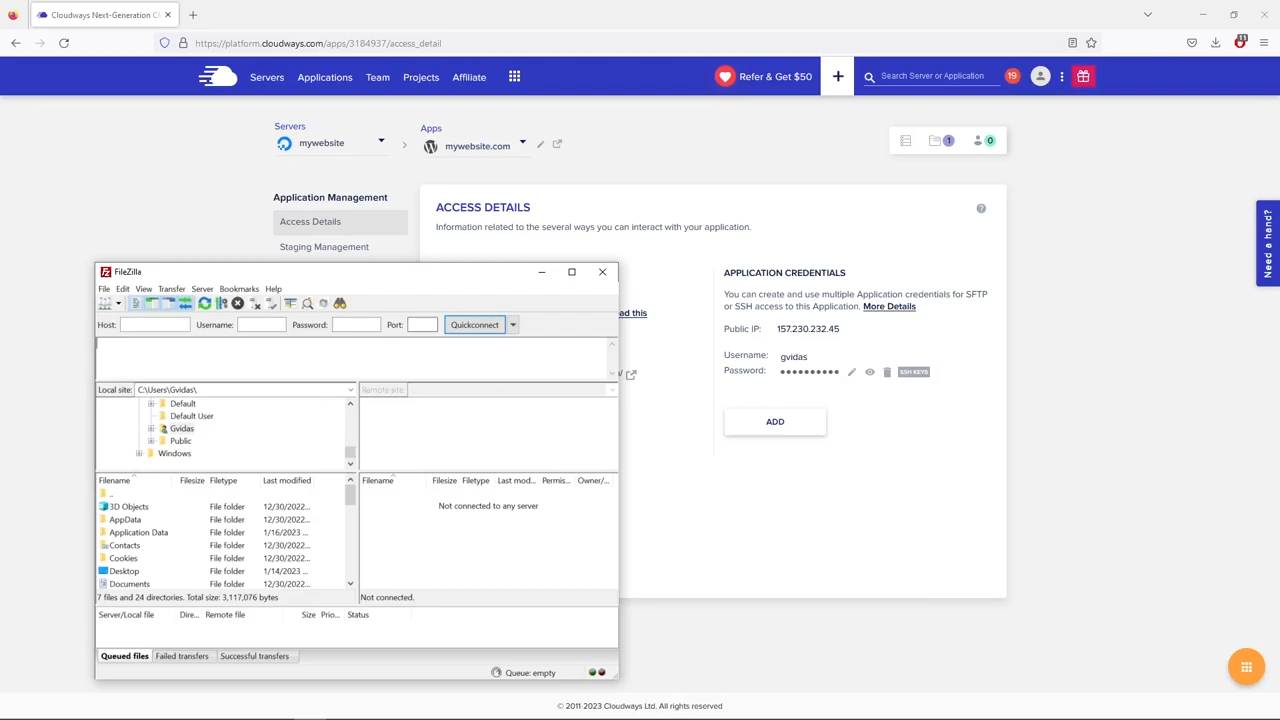 Cloudways Next-Generation Cl
https://platform.cloudways.com/apps/3184937/access_detail
11
Servers
Applications
Team
Projects
Affiliate
Refer & Get $50
Search Server or Application
19
Servers
mywebsite
Apps
mywebsite.com
1
0
Application Management
Access Details
Staging Management
ACCESS DETAILS
Information related to the several ways you can interact with your application.
Need a hand?
ad this
APPLICATION CREDENTIALS
You can create and use multiple Application credentials for SFTP
or SSH access to this Application. More Details
Public IP: 157.230.232.45
Username: gvidas
Password: ••••••••••
SSH KEYS
ADD
FileZilla
File Edit View Transfer Server Bookmarks Help
Host: Username: Password: Port: Quickconnect
Local site: C:\Users\Gvidas\
Remote site:
Default
Default User
Gvidas
Public
Windows
Filename Filesize Filetype Last modified
..
3D Objects File folder 12/30/2022...
AppData File folder 12/30/2022...
Application Data File folder 1/16/2023 ...
Contacts File folder 12/30/2022...
Cookies File folder 12/30/2022...
Desktop File folder 1/14/2023 ...
Documents File folder 12/30/2022...
7 files and 24 directories. Total size: 3,117,076 bytes
Filename Filesize Filetype Last mod... Permis... Owner/...
Not connected to any server
Not connected.
Server/Local file Dire... Remote file Size Prio... Status
Queued files Failed transfers Successful transfers
Queue: empty
© 2011-2023 Cloudways Ltd. All rights reserved